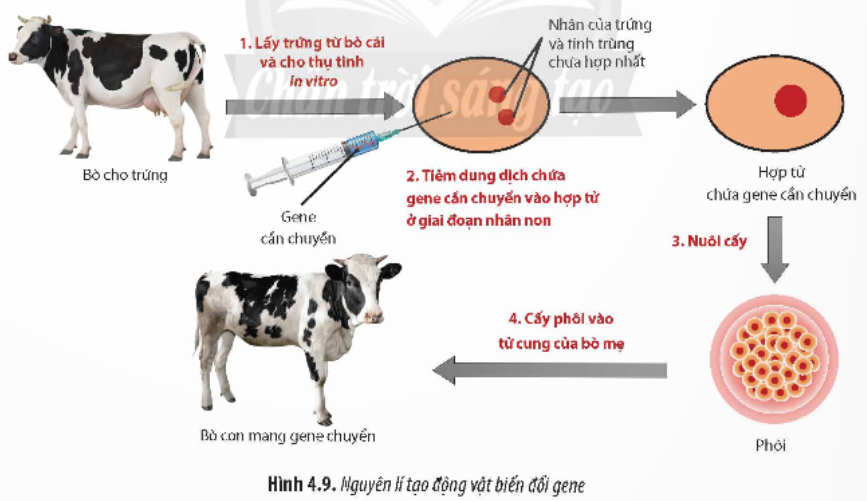 1. Lấy trứng từ bò cái
và cho thụ tinh
in vitro
Nhân của trứng
và tinh trùng
chưa hợp nhất
Chân trời sáng tạo
Bò cho trứng
Gene
cần chuyển
2. Tiêm dung dịch chứa
gene cần chuyển vào hợp tử
ở giai đoạn nhân non
Hợp tử
chứa gene cần chuyển
3. Nuôi cấy
4. Cấy phôi vào
tử cung của bò mẹ
Bò con mang gene chuyển
Phôi
Hình 4.9. Nguyên lí tạo động vật biến đổi gene